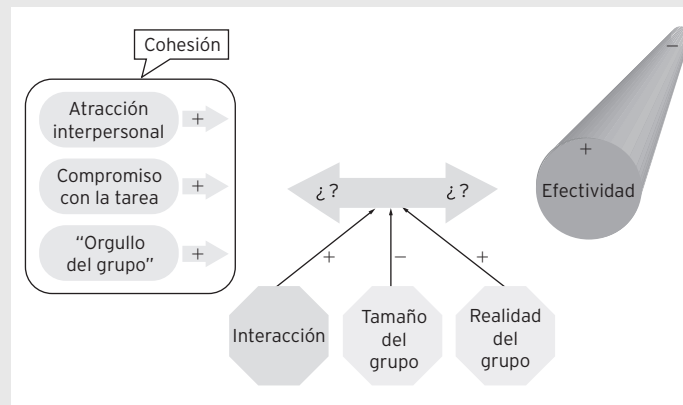 Cohesión
Atracción
interpersonal
+
Compromiso
con la tarea
+
“Orgullo
del grupo”
+
¿ ?
¿ ?
−
+
Efectividad
+
−
+
Interacción
Tamaño
del
grupo
Realidad
del
grupo